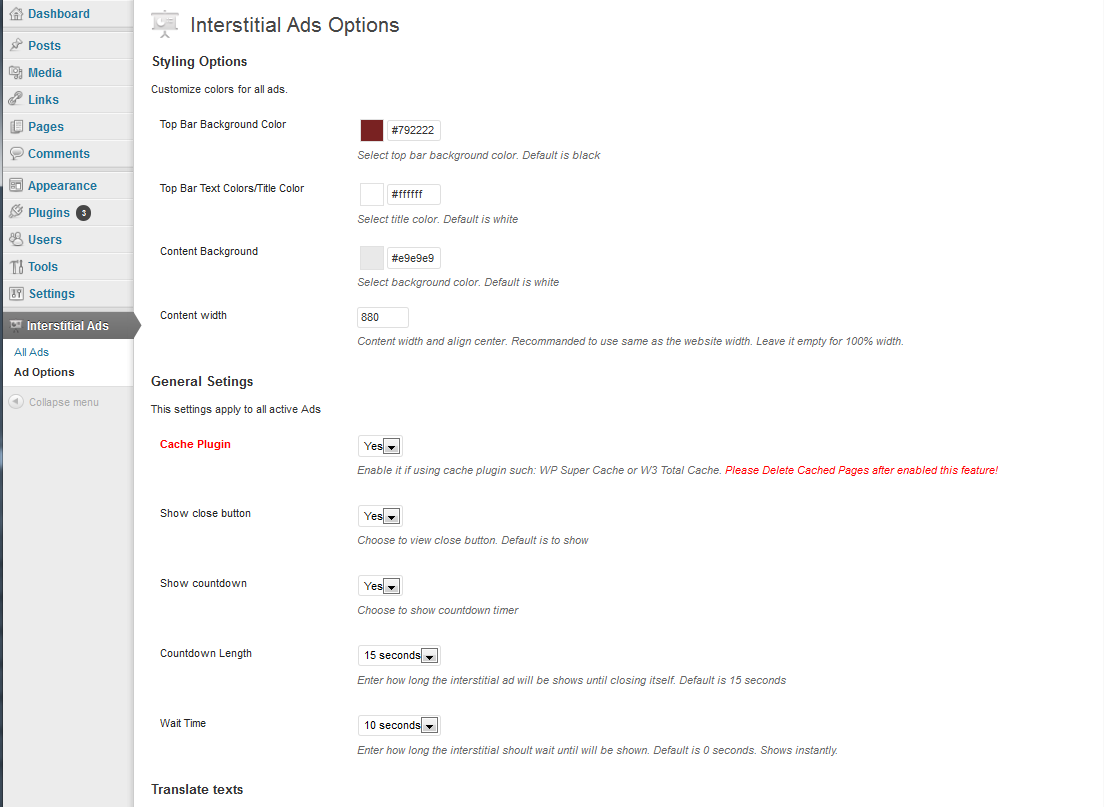 Dashboard
Posts
Media
Links
Pages
Comments
Appearance
Plugins 3
Users
Tools
Settings
Interstitial Ads
All Ads
Ad Options
Collapse menu
Interstitial Ads Options
Styling Options
Customize colors for all ads.
Top Bar Background Color
#792222
Select top bar background color. Default is black
Top Bar Text Colors/Title Color
#ffffff
Select title color. Default is white
Content Background
#e9e9e9
Select background color. Default is white
Content width
880
Content width and align center. Recommanded to use same as the website width. Leave it empty for 100% width.
General Setings
This settings apply to all active Ads
Cache Plugin
Yes
Enable it if using cache plugin such: WP Super Cache or W3 Total Cache. Please Delete Cached Pages after enabled this feature!
Show close button
Yes
Choose to view close button. Default is to show
Show countdown
Yes
Choose to show countdown timer
Countdown Length
15 seconds
Enter how long the interstitial ad will be shows until closing itself. Default is 15 seconds
Wait Time
10 seconds
Enter how long the interstitial shoult wait until will be shown. Default is 0 seconds. Shows instantly.
Translate texts